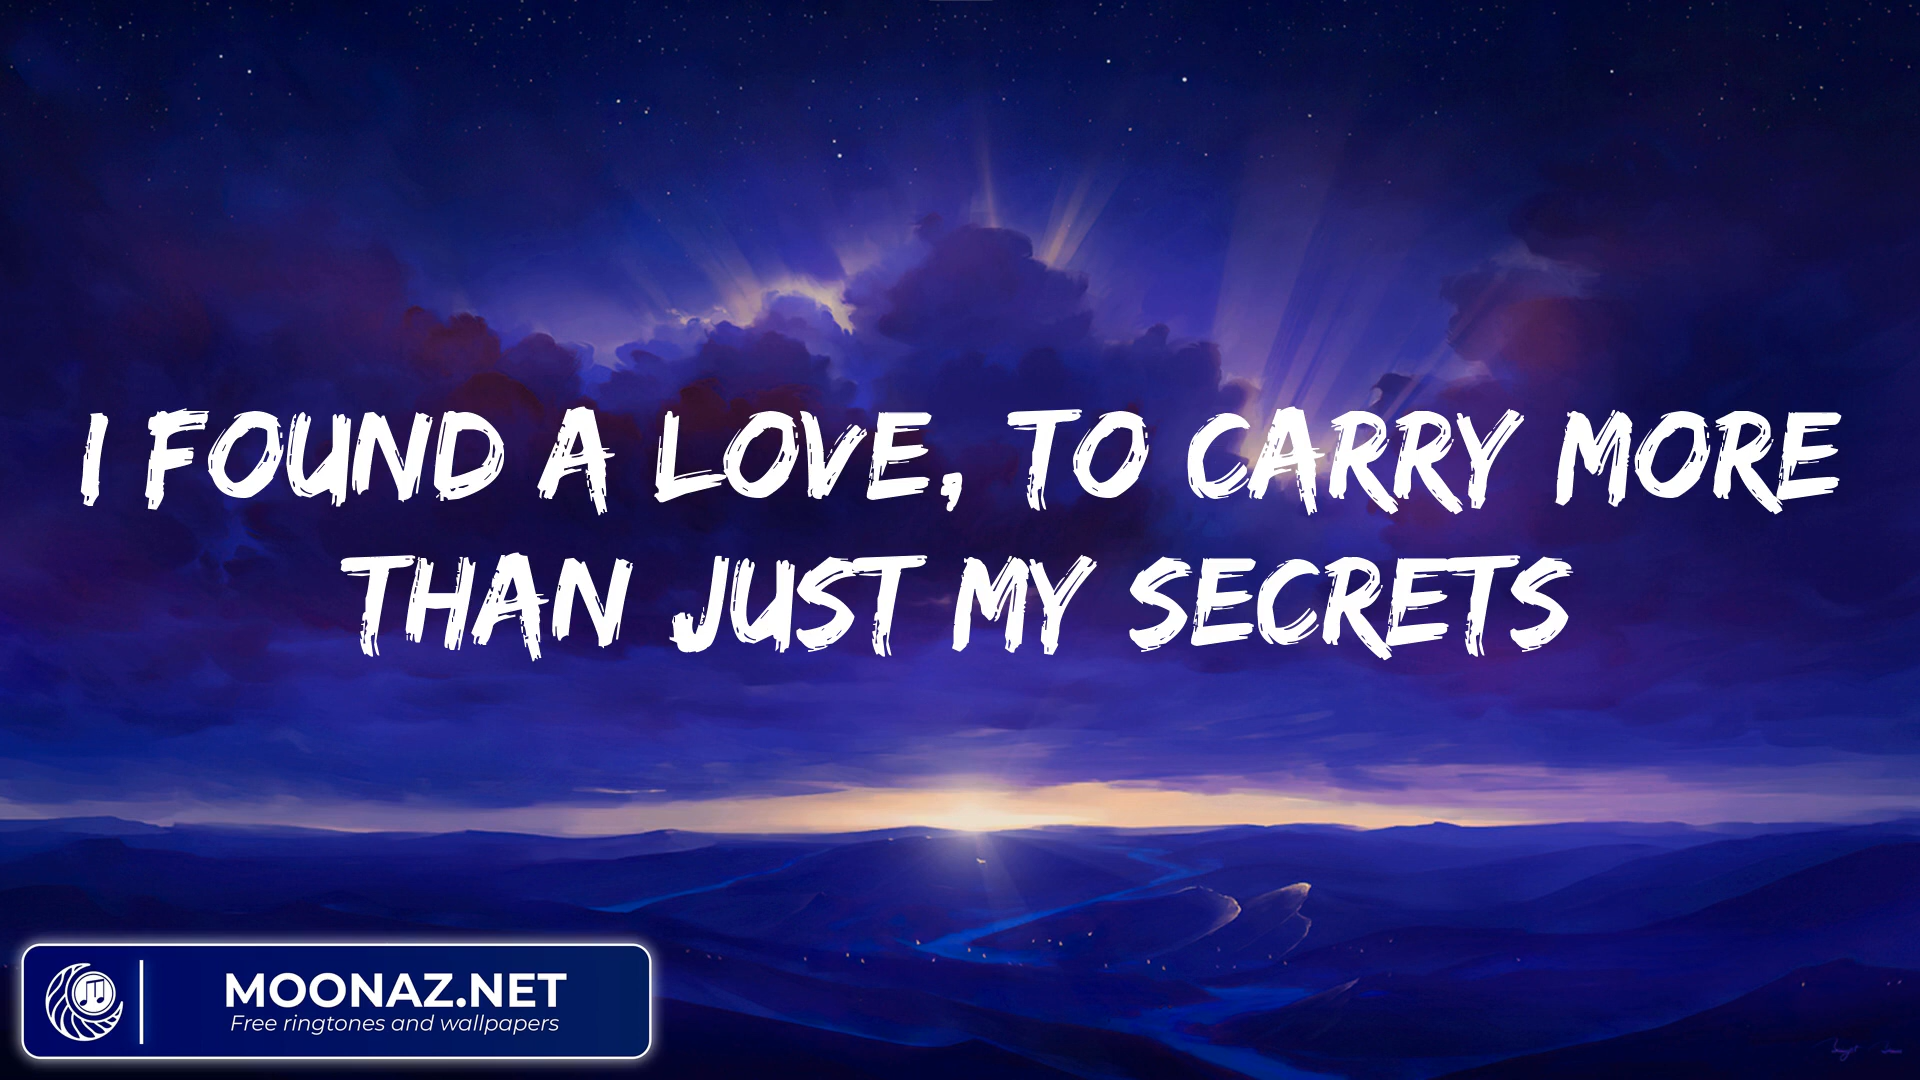 I FOUND A LOVE, TO CARRY MORE
THAN JUST MY SECRETS
MOONAZ.NET
Free ringtones and wallpapers